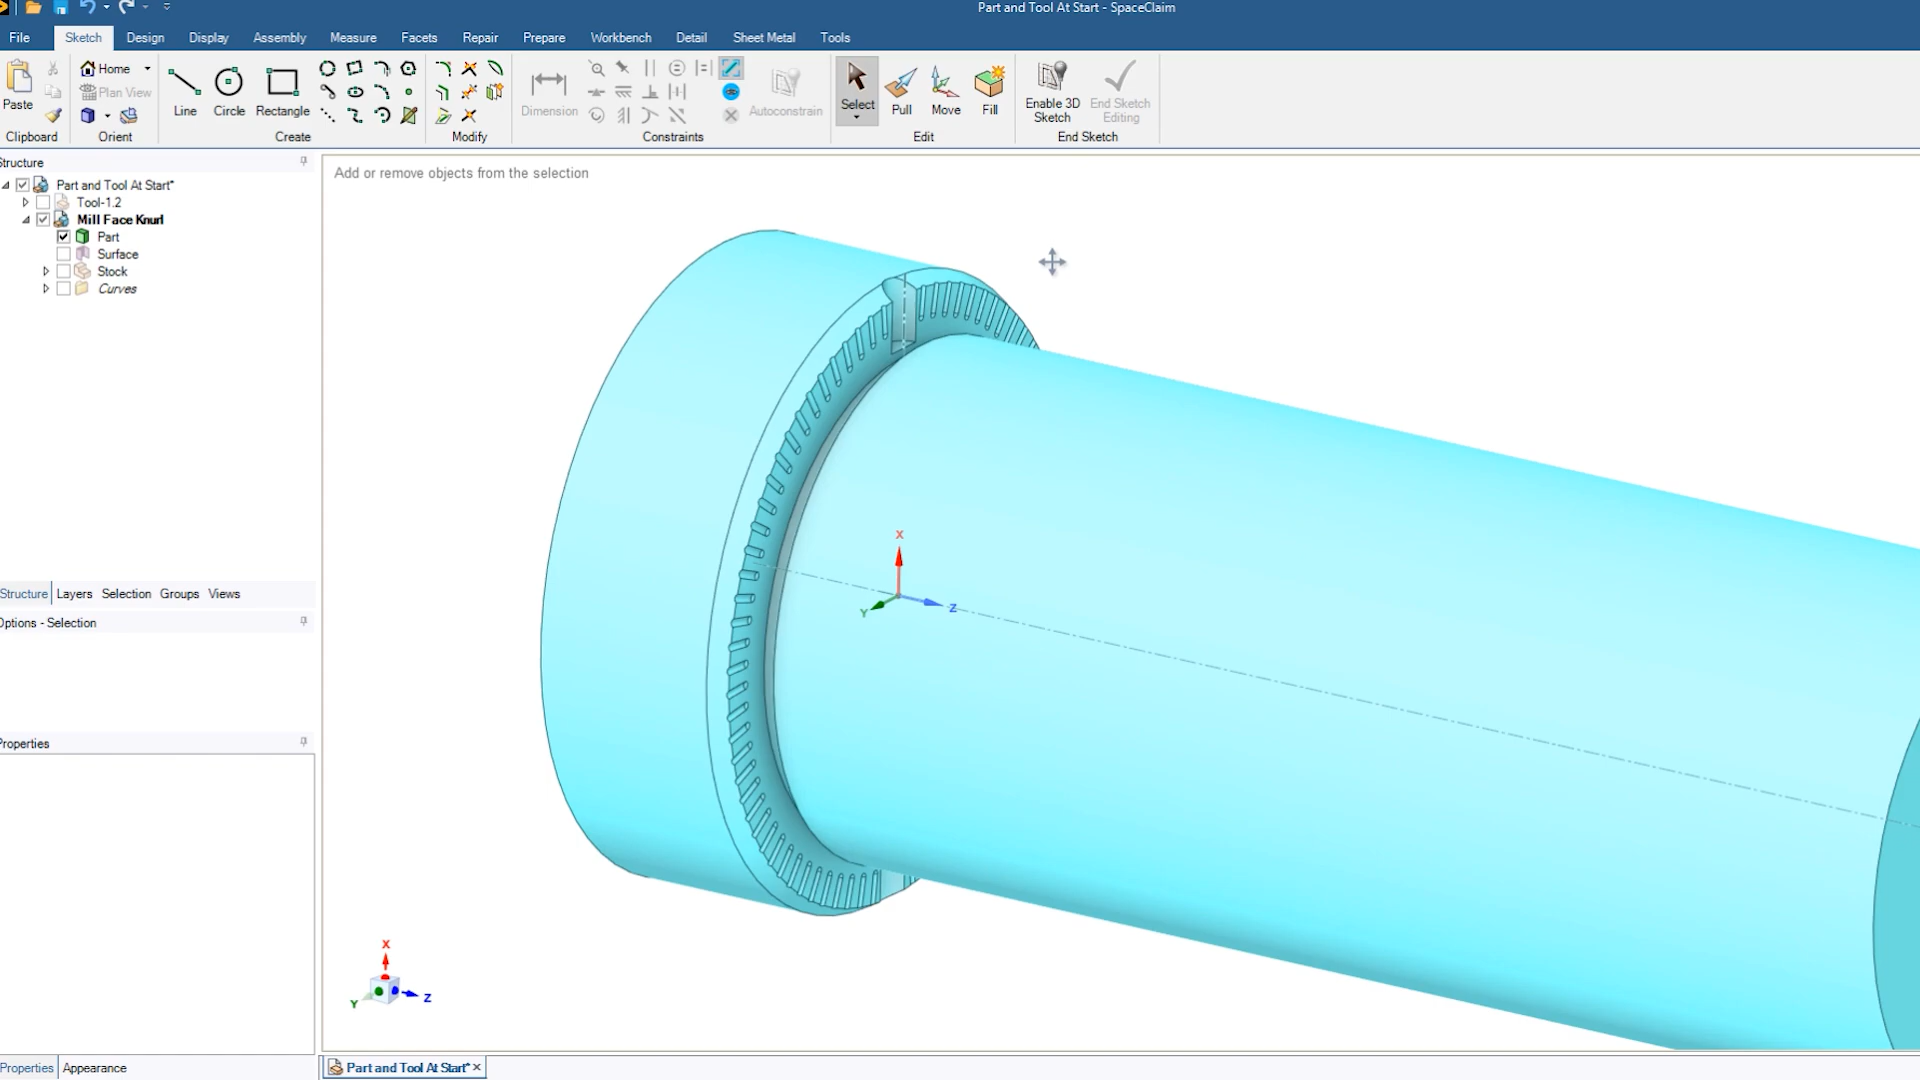 Part and Tool At Start - SpaceClaim
File Sketch Design Display Assembly Measure Facets Repair Prepare Workbench Detail Sheet Metal Tools
Paste
Home
Plan View
Line Circle Rectangle
Dimension
Autoconstrain
Select Pull Move Fill
Enable 3D Sketch
End Sketch Editing
Clipboard Orient Create Modify Constraints Edit End Sketch
Structure
Part and Tool At Start*
Tool-1.2
Mill Face Knurl
Part
Surface
Stock
Curves
Structure Layers Selection Groups Views
Options - Selection
Properties
Properties Appearance
Add or remove objects from the selection
X
Y
Z
X
Y
Z
Part and Tool At Start*